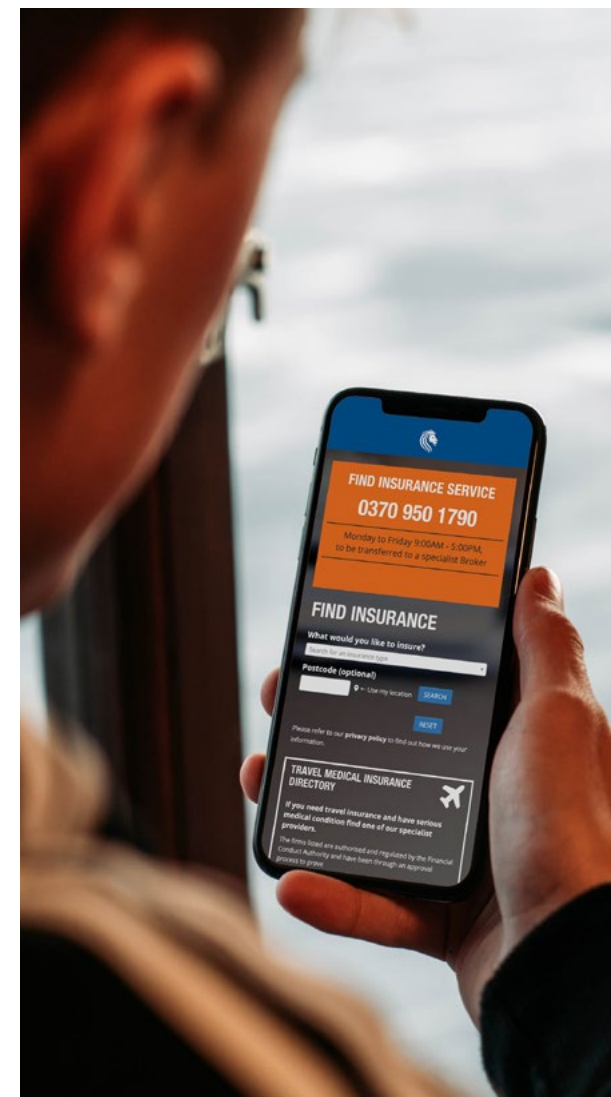 FIND INSURANCE SERVICE
0370 950 1790
Monday to Friday 9:00AM - 5:00PM,
to be transferred to a specialist Broker
FIND INSURANCE
What would you like to insure?
Search for an insurance type
Postcode (optional)
← Use my location
SEARCH
RESET
Please refer to our privacy policy to find out how we use your
information.
TRAVEL MEDICAL INSURANCE
DIRECTORY
If you need travel insurance and have serious
medical condition find one of our specialist
providers.
The firms listed are authorised and regulated by the Financial
Conduct Authority and have been through an approval
process to prove